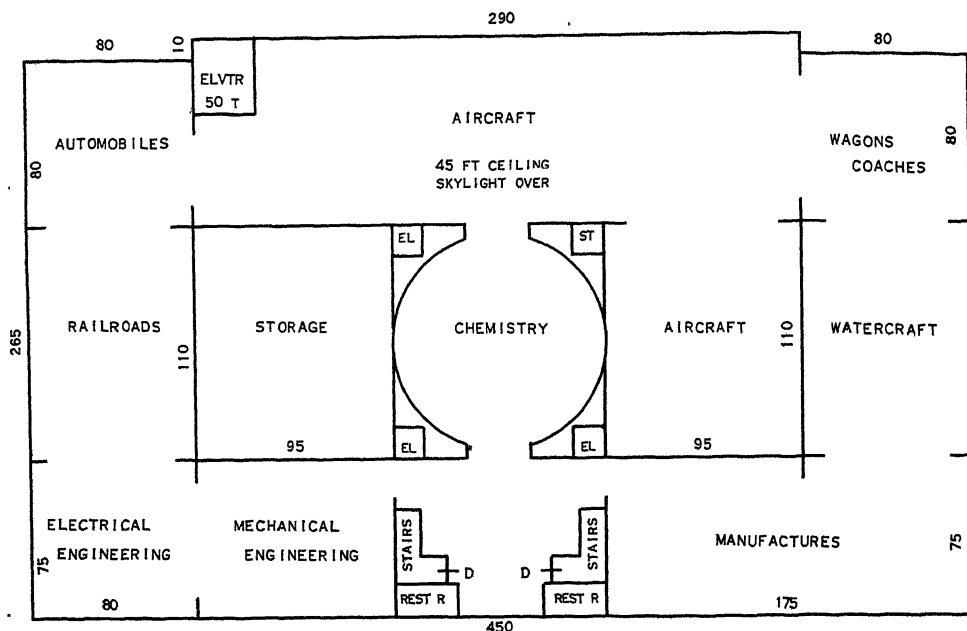 290
80
10
80
ELVTR
50 T
AIRCRAFT
AUTOMOBILES
80
WAGONS
COACHES
80
45 FT CEILING
SKYLIGHT OVER
EL
ST
RAILROADS
STORAGE
CHEMISTRY
AIRCRAFT
WATERCRAFT
265
110
110
95
EL
EL
95
ELECTRICAL
ENGINEERING
MECHANICAL
ENGINEERING
STAIRS
STAIRS
MANUFACTURES
75
75
D
D
REST R
REST R
80
175
450